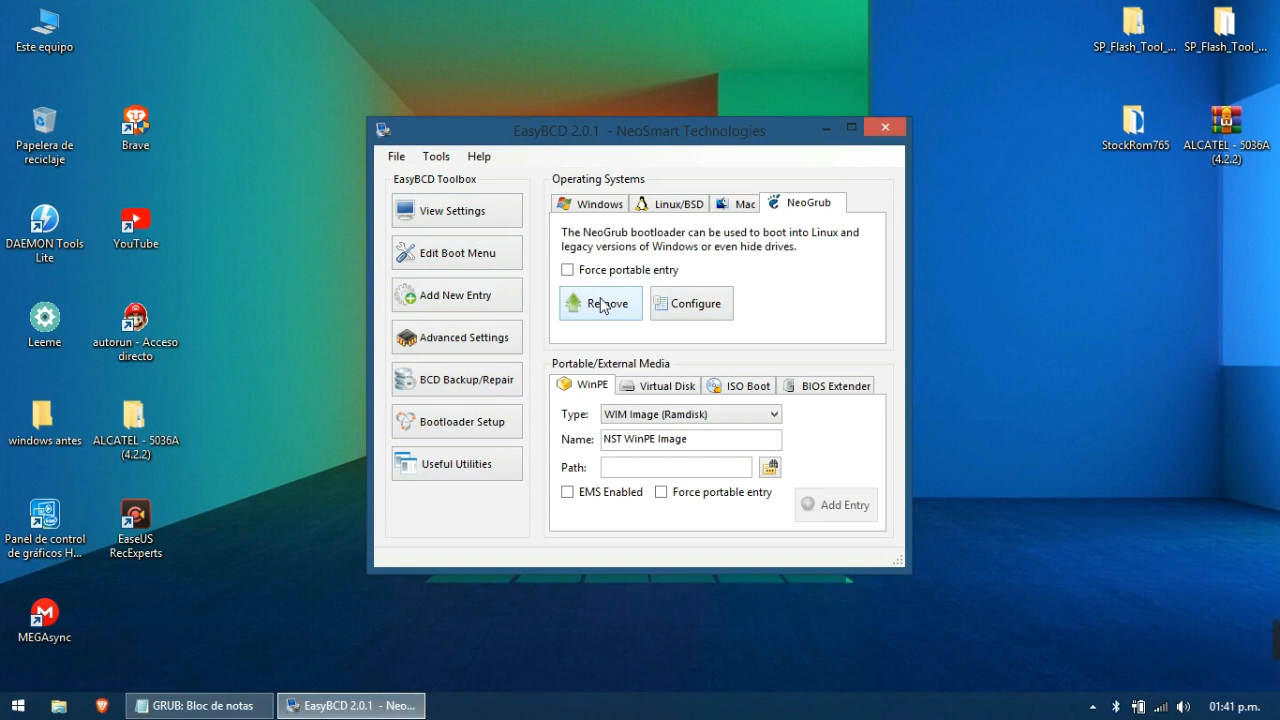 Este equipo
Papelera de
reciclaje
Brave
DAEMON Tools
Lite
YouTube
Leeme
autorun - Acceso
directo
windows antes
ALCATEL - 5036A
(4.2.2)
Panel de control
de gráficos H...
EaseUS
RecExperts
MEGAsync
SP_Flash_Tool_...
SP_Flash_Tool_...
StockRom765
ALCATEL - 5036A
(4.2.2)
EasyBCD 2.0.1 - NeoSmart Technologies
File Tools Help
EasyBCD Toolbox
View Settings
Edit Boot Menu
Add New Entry
Advanced Settings
BCD Backup/Repair
Bootloader Setup
Useful Utilities
Operating Systems
Windows Linux/BSD Mac NeoGrub
The NeoGrub bootloader can be used to boot into Linux and
legacy versions of Windows or even hide drives.
Force portable entry
Remove Configure
Portable/External Media
WinPE Virtual Disk ISO Boot BIOS Extender
Type: WIM Image (Ramdisk)
Name: NST WinPE Image
Path:
EMS Enabled Force portable entry
Add Entry
GRUB: Bloc de notas
EasyBCD 2.0.1 - Neo...
01:41 p.m.